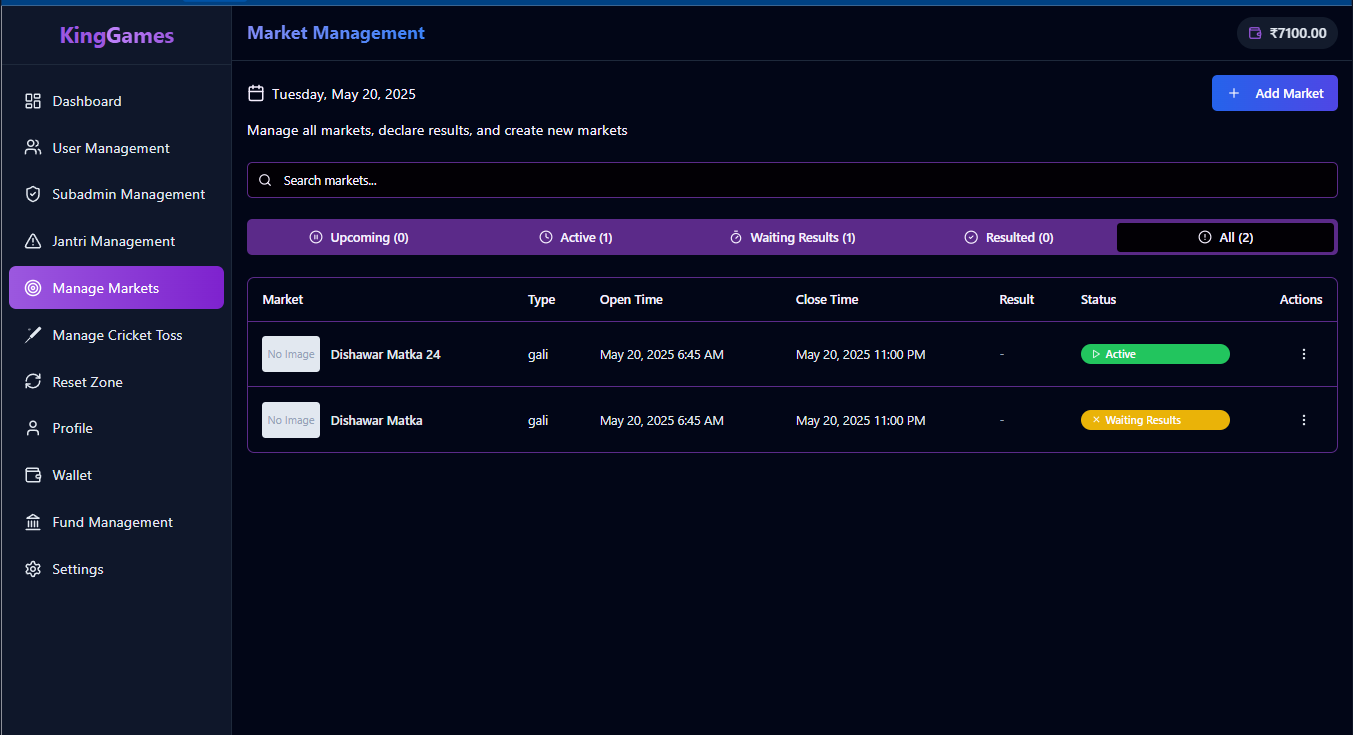 KingGames
Dashboard
User Management
Subadmin Management
Jantri Management
Manage Markets
Manage Cricket Toss
Reset Zone
Profile
Wallet
Fund Management
Settings
Market Management
₹7100.00
Tuesday, May 20, 2025
+ Add Market
Manage all markets, declare results, and create new markets
Search markets...
Upcoming (0) Active (1) Waiting Results (1) Resulted (0) All (2)
Market Type Open Time Close Time Result Status Actions
No Image Dishawar Matka 24 gali May 20, 2025 6:45 AM May 20, 2025 11:00 PM - Active
No Image Dishawar Matka gali May 20, 2025 6:45 AM May 20, 2025 11:00 PM - Waiting Results